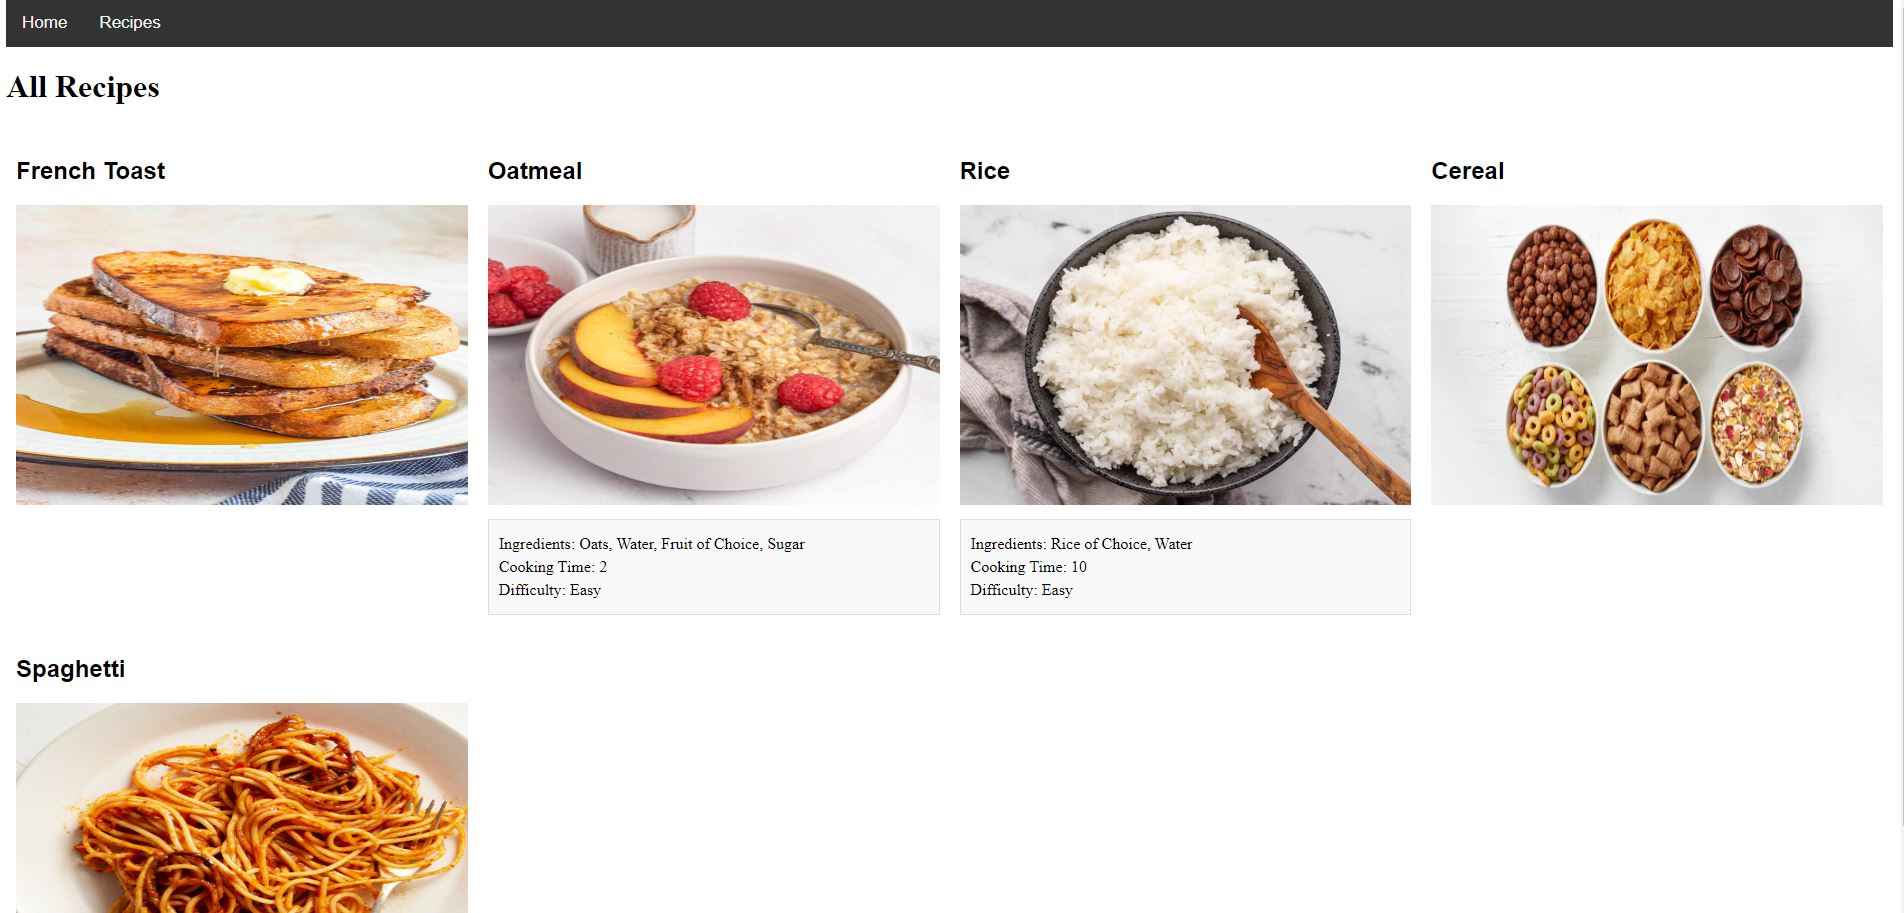 Home Recipes
All Recipes
French Toast
Oatmeal
Rice
Cereal
Ingredients: Oats, Water, Fruit of Choice, Sugar
Cooking Time: 2
Difficulty: Easy
Ingredients: Rice of Choice, Water
Cooking Time: 10
Difficulty: Easy
Spaghetti